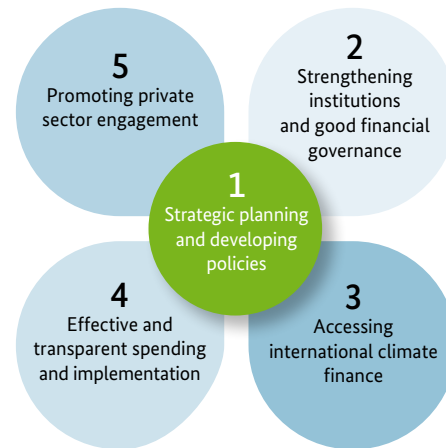 5
Promoting private
sector engagement
2
Strengthening
institutions
and good financial
governance
1
Strategic planning
and developing
policies
4
Effective and
transparent spending
and implementation
3
Accessing
international climate
finance